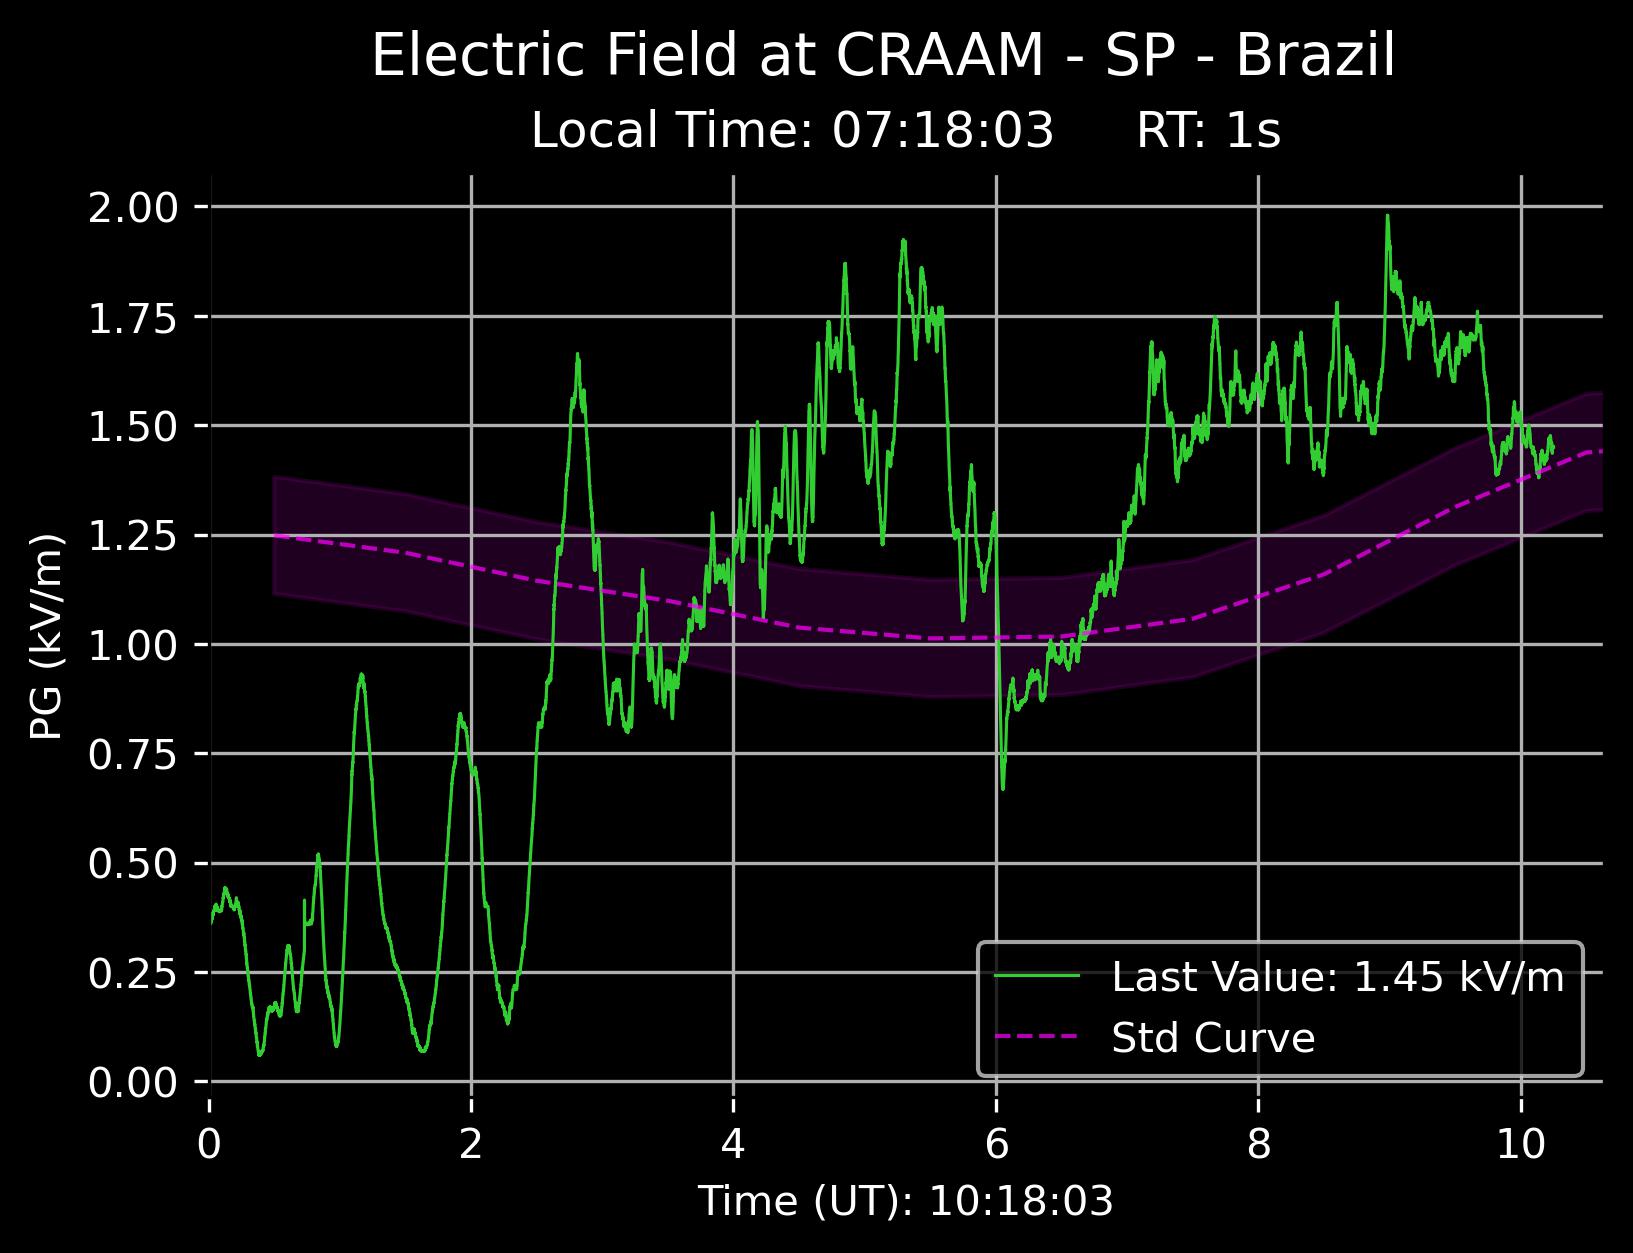 Electric Field at CRAAM - SP - Brazil
Local Time: 07:18:03 RT: 1s
2.00
1.75
1.50
1.25
1.00
0.75
0.50
0.25
0.00
PG (kV/m)
Last Value: 1.45 kV/m
Std Curve
0 2 4 6 8 10
Time (UT): 10:18:03